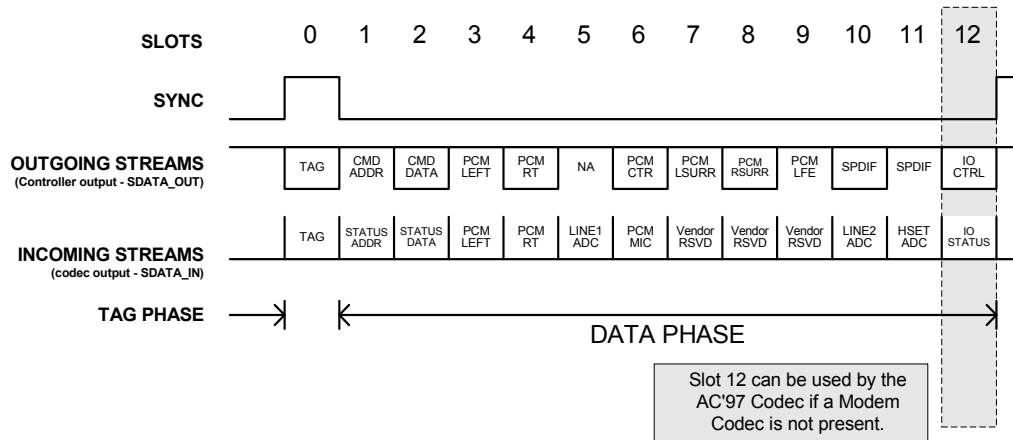 SLOTS 0 1 2 3 4 5 6 7 8 9 10 11 12
SYNC
OUTGOING STREAMS
(Controller output - SDATA_OUT)
TAG
CMD
ADDR
CMD
DATA
PCM
LEFT
PCM
RT
NA
PCM
CTR
PCM
LSURR
PCM
RSURR
PCM
LFE
SPDIF
SPDIF
IO
CTRL
INCOMING STREAMS
(codec output - SDATA_IN)
TAG
STATUS
ADDR
STATUS
DATA
PCM
LEFT
PCM
RT
LINE1
ADC
PCM
MIC
Vendor
RSVD
Vendor
RSVD
Vendor
RSVD
LINE2
ADC
HSET
ADC
IO
STATUS
TAG PHASE
DATA PHASE
Slot 12 can be used by the
AC'97 Codec if a Modem
Codec is not present.